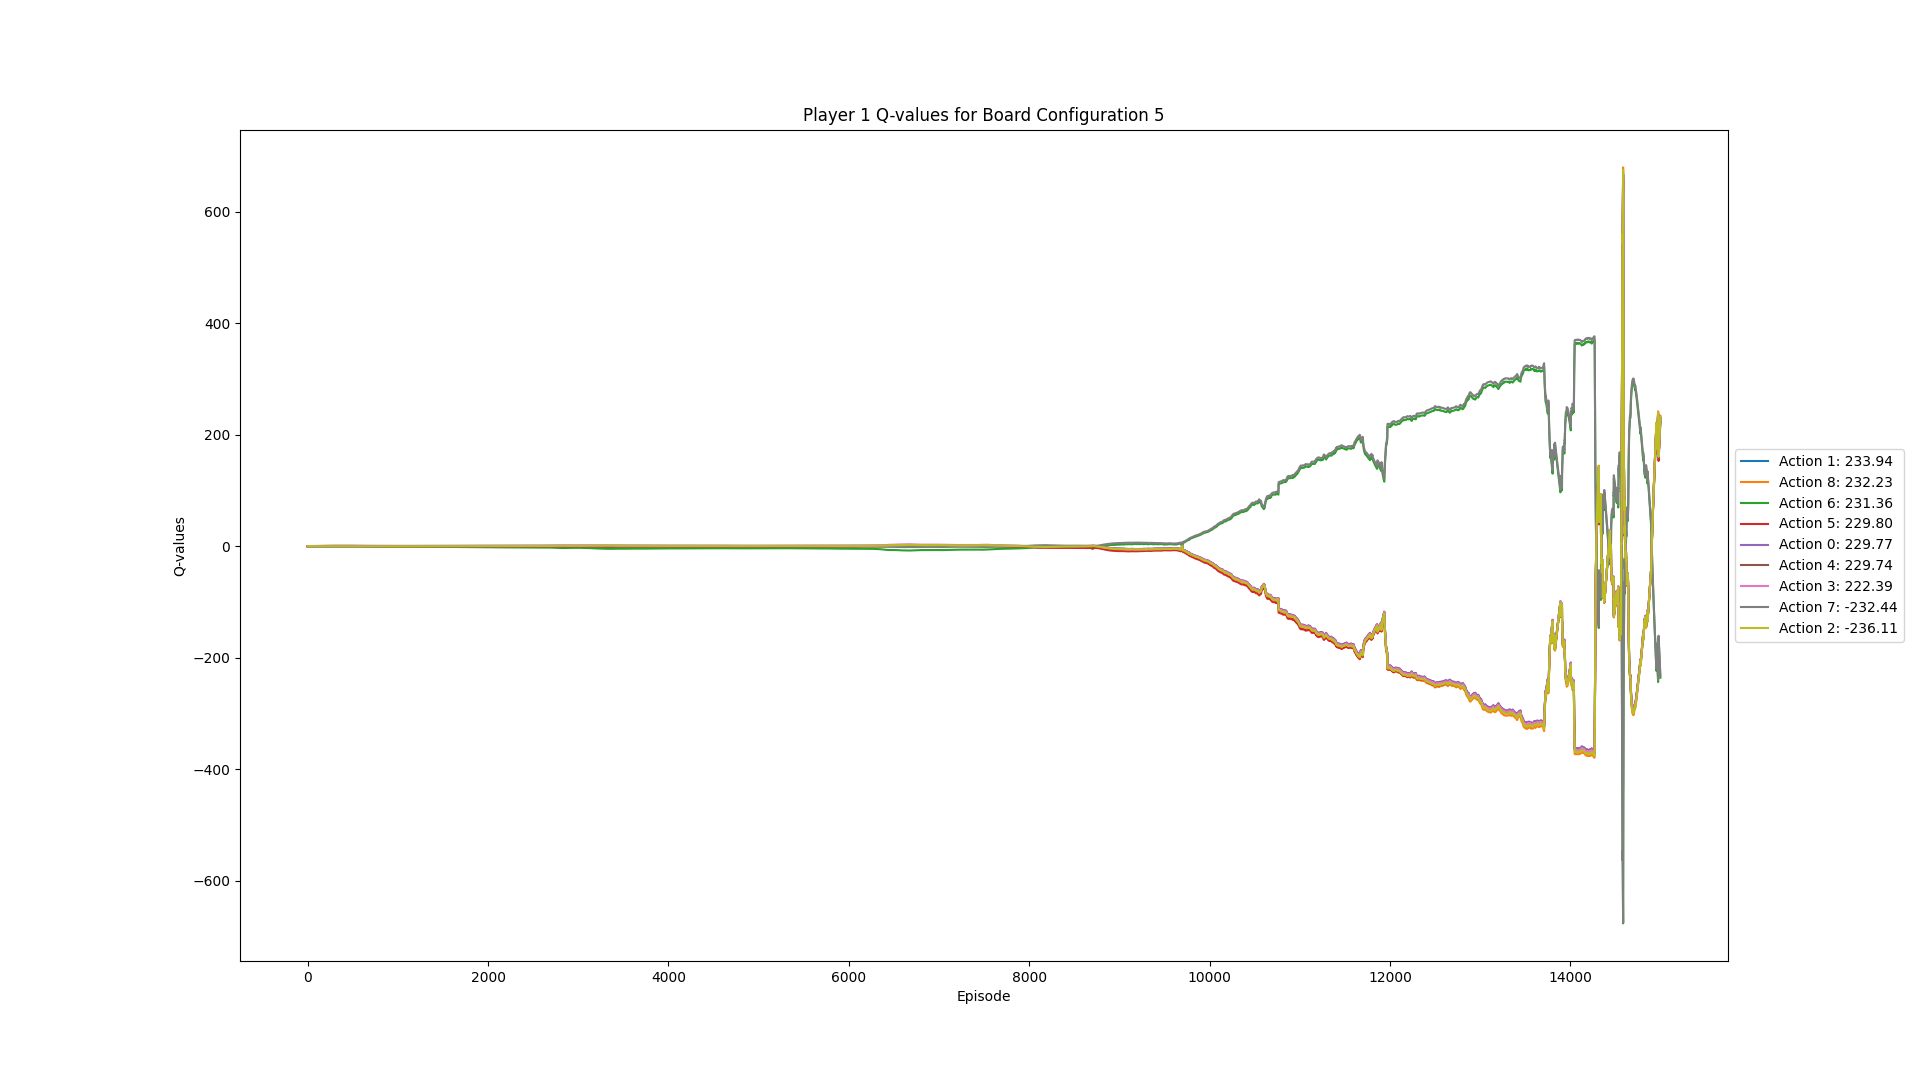 Player 1 Q-values for Board Configuration 5
600
400
200
0
−200
−400
−600
Q-values
0
2000
4000
6000
8000
10000
12000
14000
Episode
Action 1: 233.94
Action 8: 232.23
Action 6: 231.36
Action 5: 229.80
Action 0: 229.77
Action 4: 229.74
Action 3: 222.39
Action 7: -232.44
Action 2: -236.11